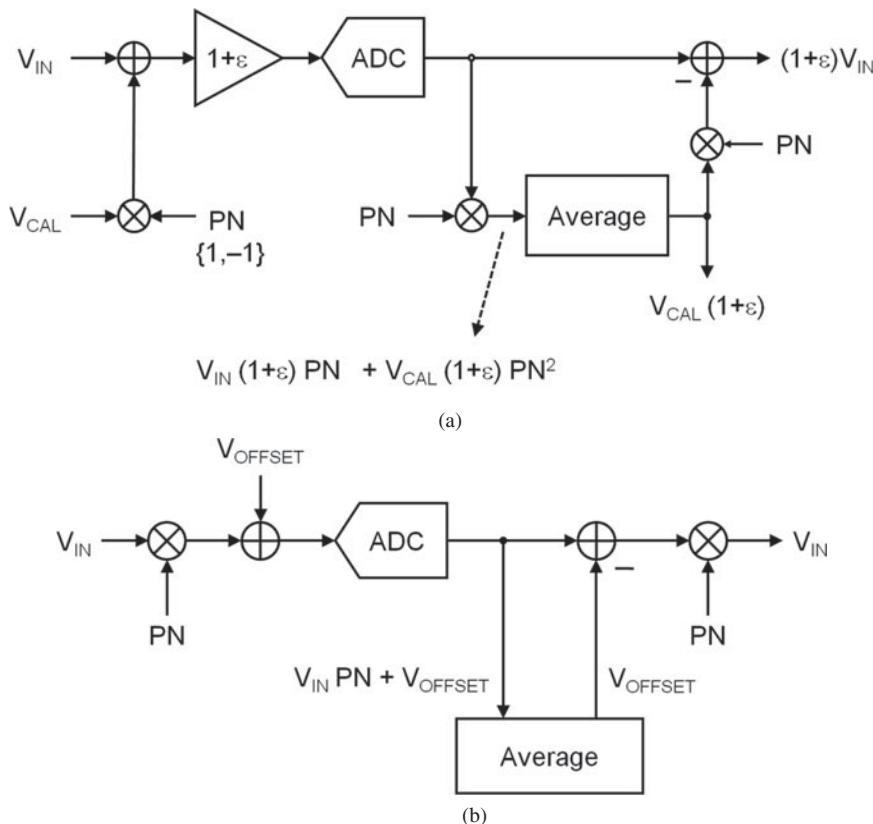 V_IN
1+ε
ADC
(1+ε)V_IN
−
PN
V_CAL
PN
{1,−1}
PN
Average
V_CAL (1+ε)
V_IN (1+ε) PN + V_CAL (1+ε) PN²
(a)
V_OFFSET
V_IN
ADC
−
V_IN
PN
PN
V_IN PN + V_OFFSET
V_OFFSET
Average
(b)